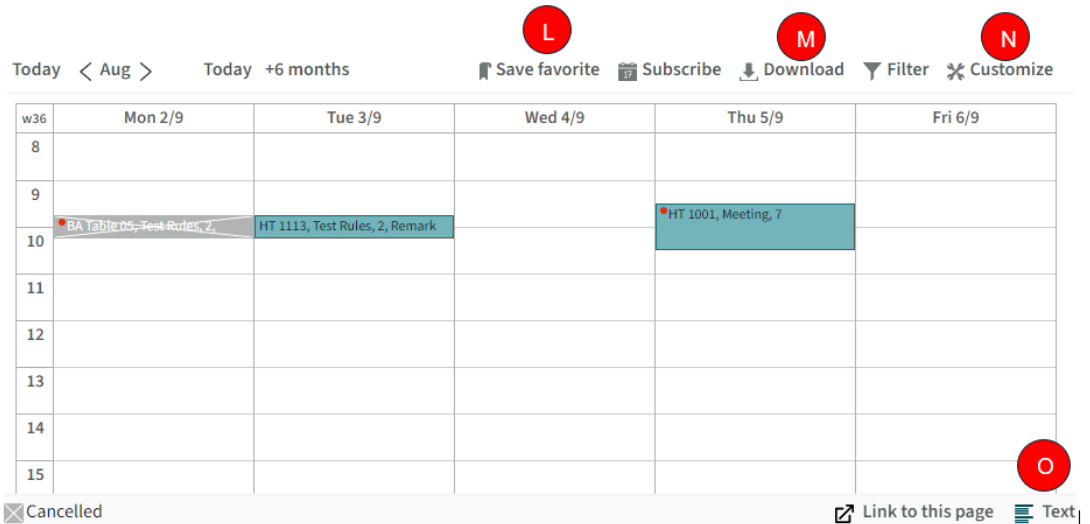 L M N
Today < Aug > Today +6 months Save favorite 17 Subscribe Download Filter Customize
w36 Mon 2/9 Tue 3/9 Wed 4/9 Thu 5/9 Fri 6/9
8
9
HT 1001, Meeting, 7
BA Table 05, Test Rules, 2, HT 1113, Test Rules, 2, Remark
10
11
12
13
14
O
15
Cancelled Link to this page Text